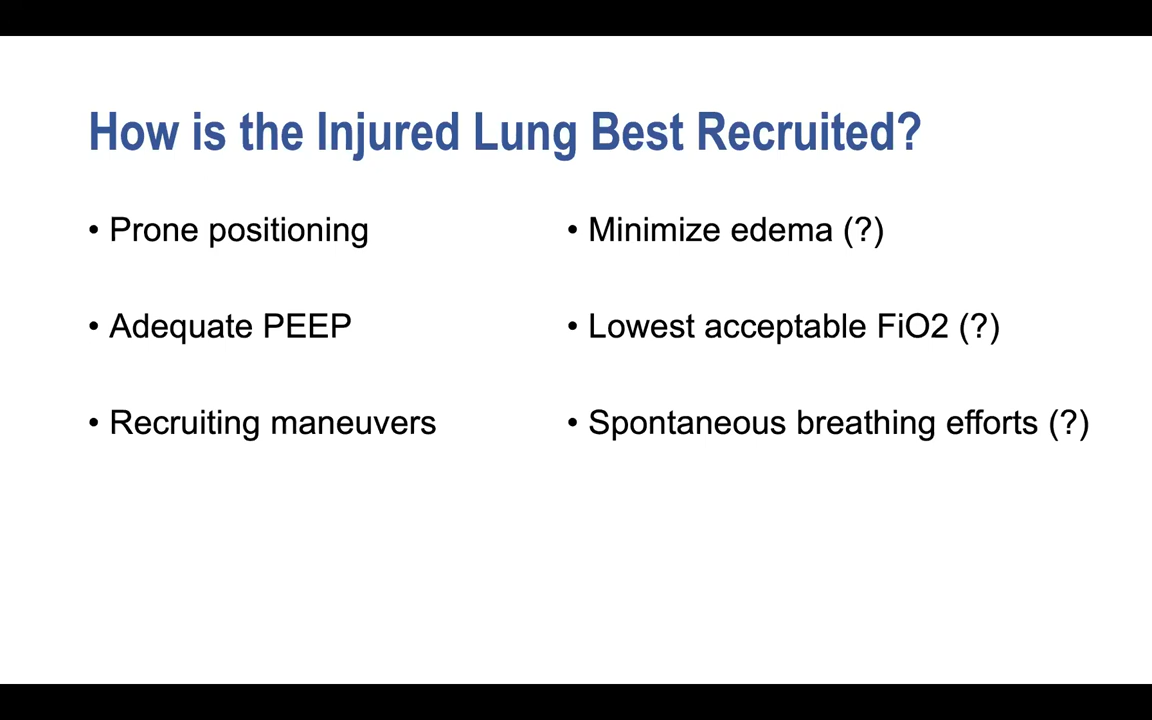 How is the Injured Lung Best Recruited?
• Prone positioning
• Adequate PEEP
• Recruiting maneuvers
• Minimize edema (?)
• Lowest acceptable FiO2 (?)
• Spontaneous breathing efforts (?)